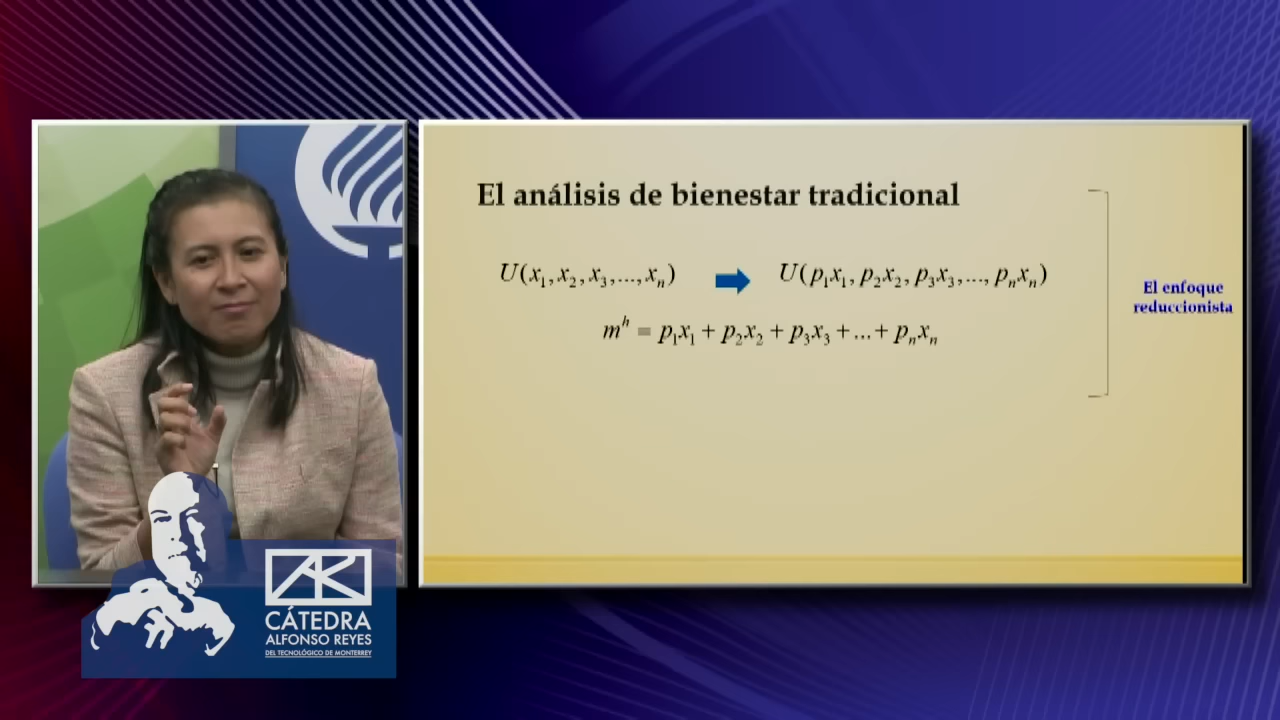 El análisis de bienestar tradicional
U(x₁, x₂, x₃,..., xₙ) U(p₁x₁, p₂x₂, p₃x₃,..., pₙxₙ)
mʰ = p₁x₁ + p₂x₂ + p₃x₃ + ... + pₙxₙ
El enfoque
reduccionista
CÁTEDRA
ALFONSO REYES
DEL TECNOLÓGICO DE MONTERREY